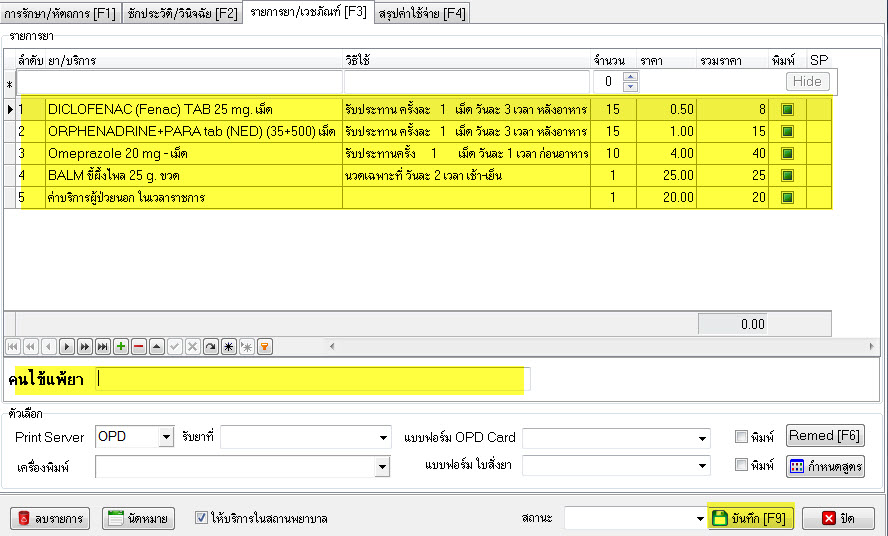 การรักษา/หัตถการ [F1] ซักประวัติ/วินิจฉัย [F2] รายการยา/เวชภัณฑ์ [F3] สรุปค่าใช้จ่าย [F4]
รายการยา
ลำดับ ยา/บริการ วิธีใช้ จำนวน ราคา รวมราคา พิมพ์ SP
* 0 Hide
1 DICLOFENAC (Fenac) TAB 25 mg. เม็ด รับประทาน ครั้งละ 1 เม็ด วันละ 3 เวลา หลังอาหาร 15 0.50 8
2 ORPHENADRINE+PARA tab (NED) (35+500) เม็ด รับประทาน ครั้งละ 1 เม็ด วันละ 3 เวลา หลังอาหาร 15 1.00 15
3 Omeprazole 20 mg - เม็ด รับประทานครั้ง 1 เม็ด วันละ 1 เวลา ก่อนอาหาร 10 4.00 40
4 BALM ขี้ผึ้งไพล 25 g. ขวด นวดเฉพาะที่ วันละ 2 เวลา เช้า-เย็น 1 25.00 25
5 ค่าบริการผู้ป่วยนอก ในเวลาราชการ 1 20.00 20
0.00
คนไข้แพ้ยา
ตัวเลือก
Print Server OPD รับยาที่ แบบฟอร์ม OPD Card พิมพ์ Remed [F6]
เครื่องพิมพ์ แบบฟอร์ม ใบสั่งยา พิมพ์ กำหนดสูตร
ลบรายการ นัดหมาย ให้บริการในสถานพยาบาล สถานะ บันทึก [F9] ปิด